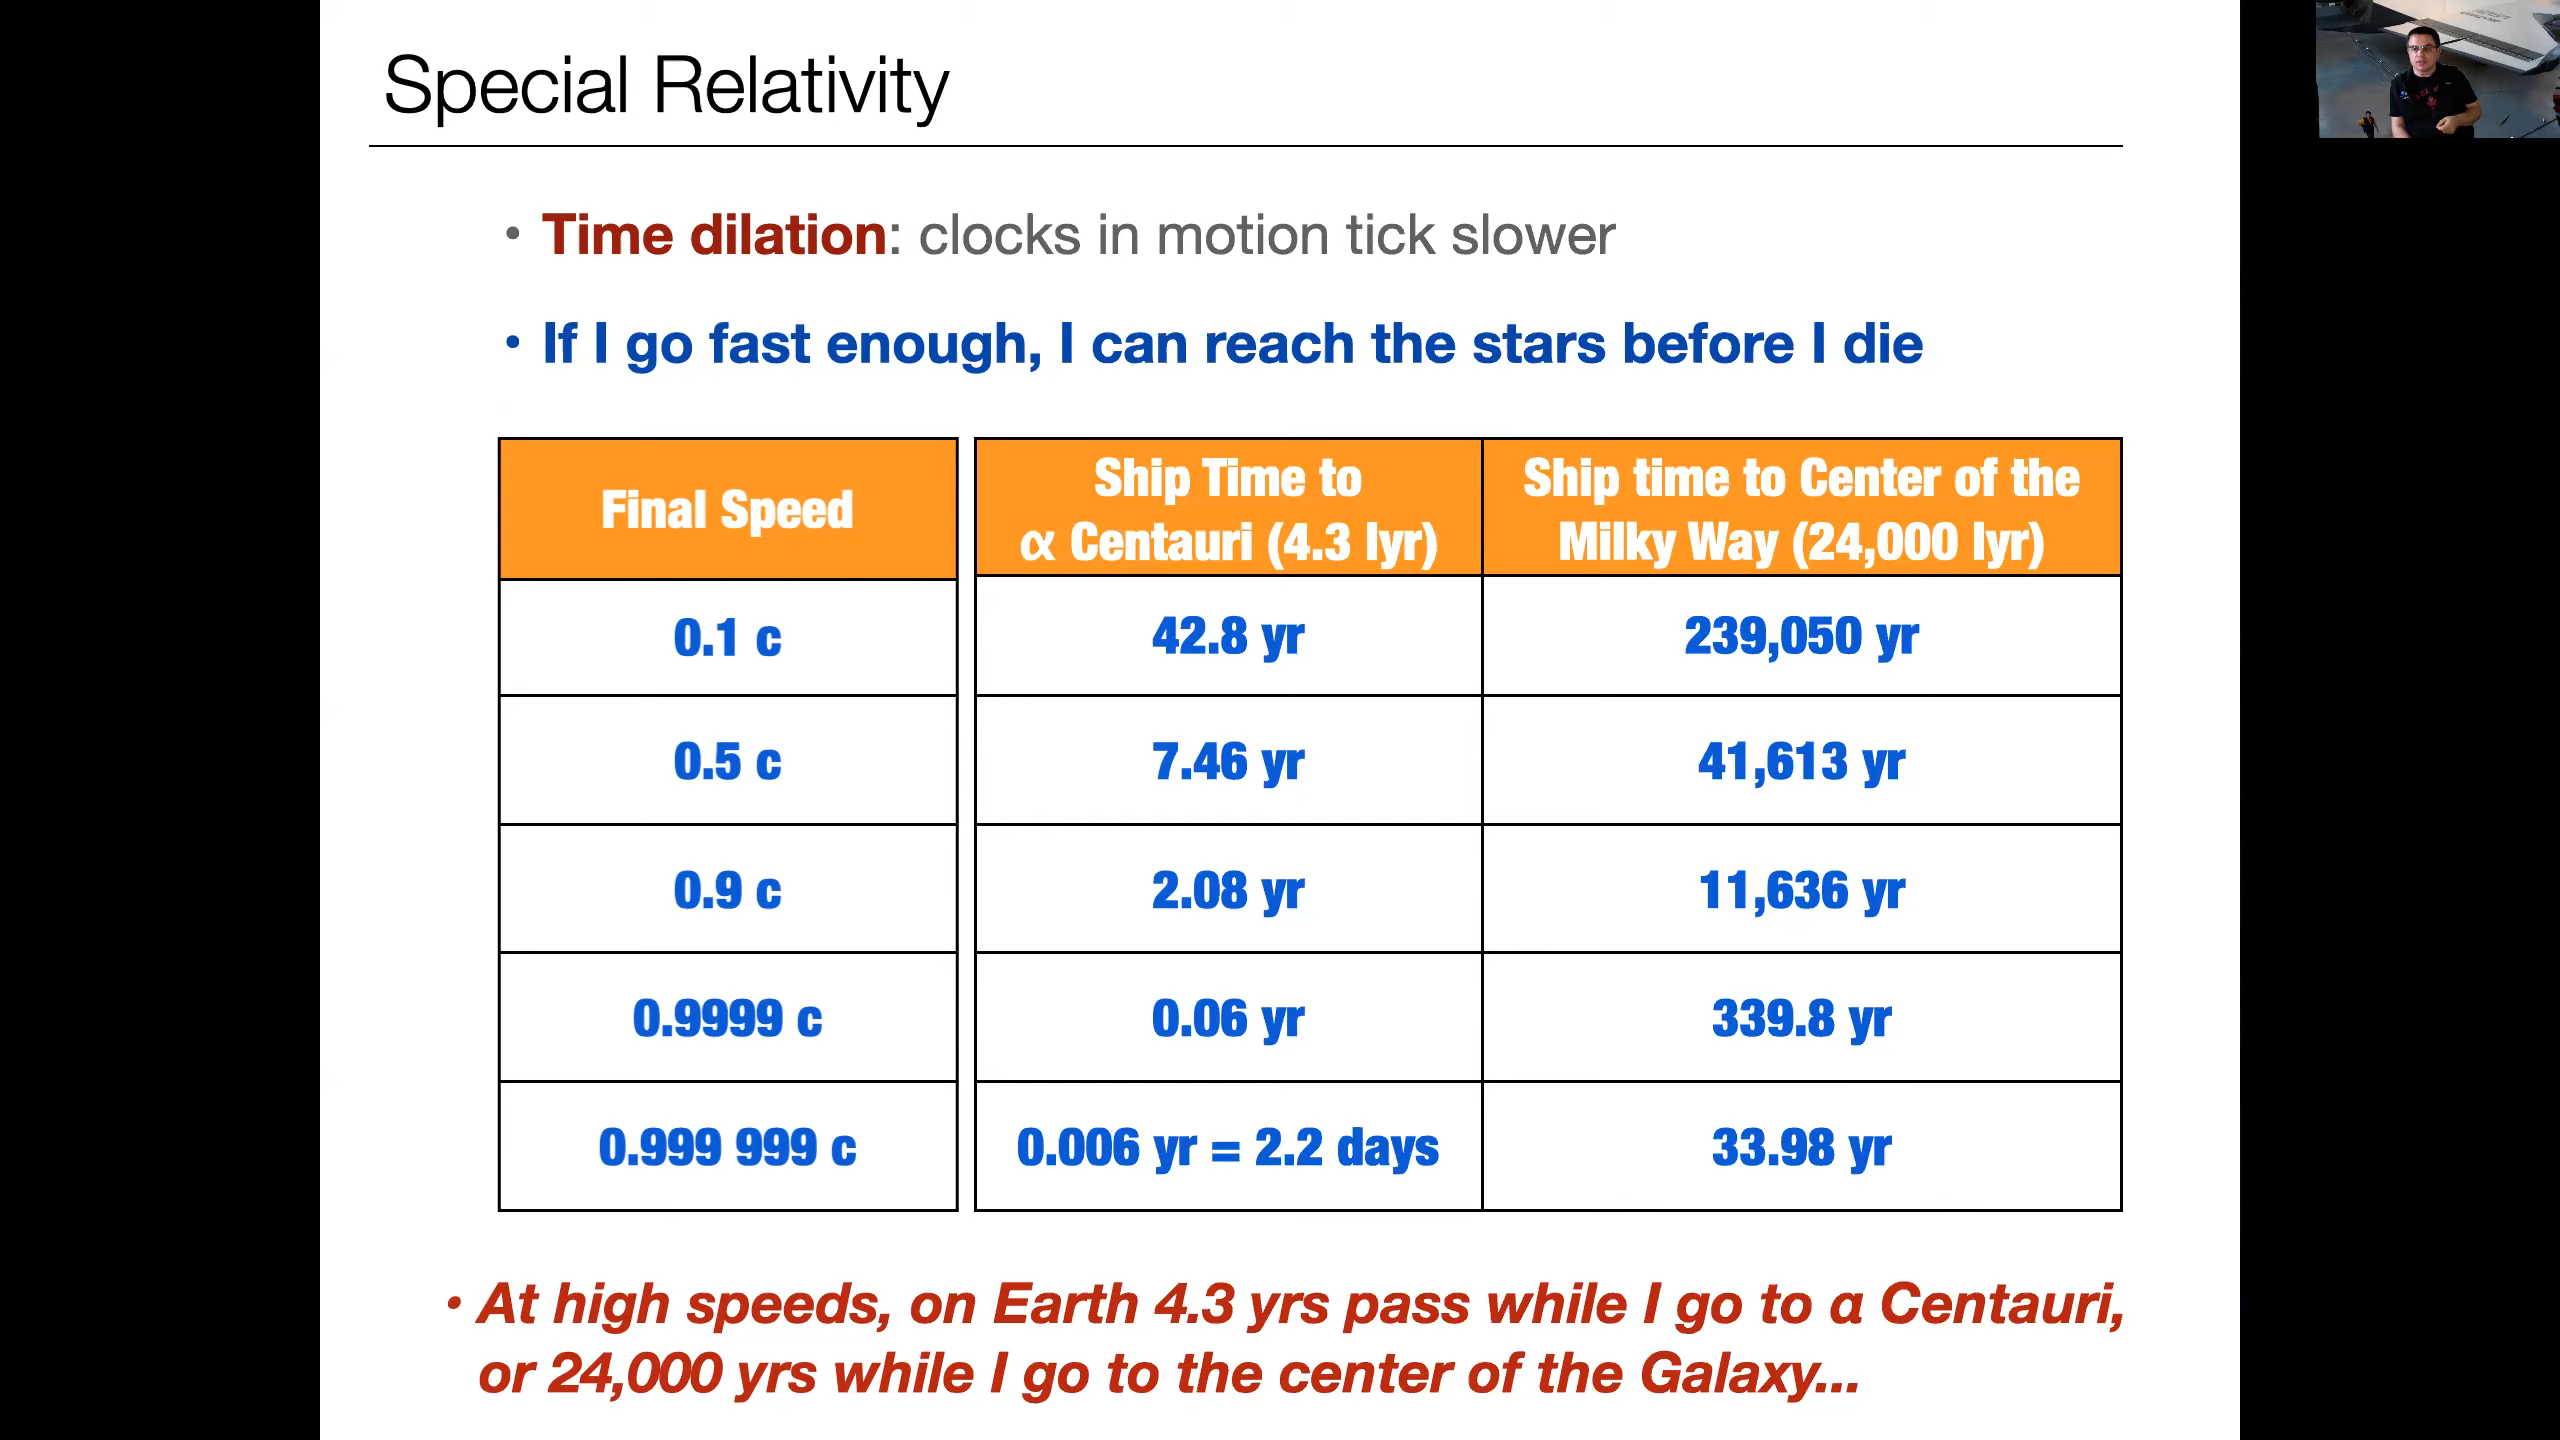 Special Relativity
• Time dilation: clocks in motion tick slower
• If I go fast enough, I can reach the stars before I die
Final Speed
Ship Time to
α Centauri (4.3 lyr)
Ship time to Center of the
Milky Way (24,000 lyr)
0.1 c
42.8 yr
239,050 yr
0.5 c
7.46 yr
41,613 yr
0.9 c
2.08 yr
11,636 yr
0.9999 c
0.06 yr
339.8 yr
0.999 999 c
0.006 yr = 2.2 days
33.98 yr
• At high speeds, on Earth 4.3 yrs pass while I go to α Centauri,
or 24,000 yrs while I go to the center of the Galaxy...